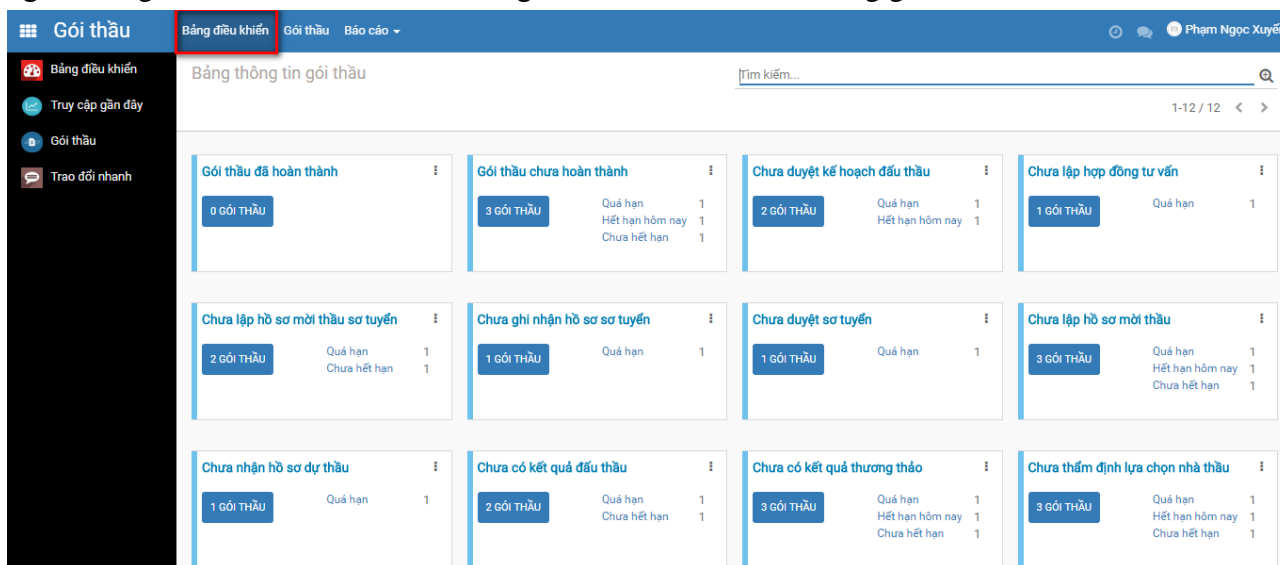 Gói thầu
Bảng điều khiển Gói thầu Báo cáo
Phạm Ngọc Xuyế
Bảng điều khiển
Truy cập gần đây
Gói thầu
Trao đổi nhanh
Bảng thông tin gói thầu
Tìm kiếm...
1-12 / 12
Gói thầu đã hoàn thành
0 GÓI THẦU
Gói thầu chưa hoàn thành
3 GÓI THẦU
Quá hạn 1
Hết hạn hôm nay 1
Chưa hết hạn 1
Chưa duyệt kế hoạch đấu thầu
2 GÓI THẦU
Quá hạn 1
Hết hạn hôm nay 1
Chưa lập hợp đồng tư vấn
1 GÓI THẦU
Quá hạn 1
Chưa lập hồ sơ mời thầu sơ tuyển
2 GÓI THẦU
Quá hạn 1
Chưa hết hạn 1
Chưa ghi nhận hồ sơ sơ tuyển
1 GÓI THẦU
Quá hạn 1
Chưa duyệt sơ tuyển
1 GÓI THẦU
Quá hạn 1
Chưa lập hồ sơ mời thầu
3 GÓI THẦU
Quá hạn 1
Hết hạn hôm nay 1
Chưa hết hạn 1
Chưa nhận hồ sơ dự thầu
1 GÓI THẦU
Quá hạn 1
Chưa có kết quả đấu thầu
2 GÓI THẦU
Quá hạn 1
Chưa hết hạn 1
Chưa có kết quả thương thảo
3 GÓI THẦU
Quá hạn 1
Hết hạn hôm nay 1
Chưa hết hạn 1
Chưa thẩm định lựa chọn nhà thầu
3 GÓI THẦU
Quá hạn 1
Hết hạn hôm nay 1
Chưa hết hạn 1